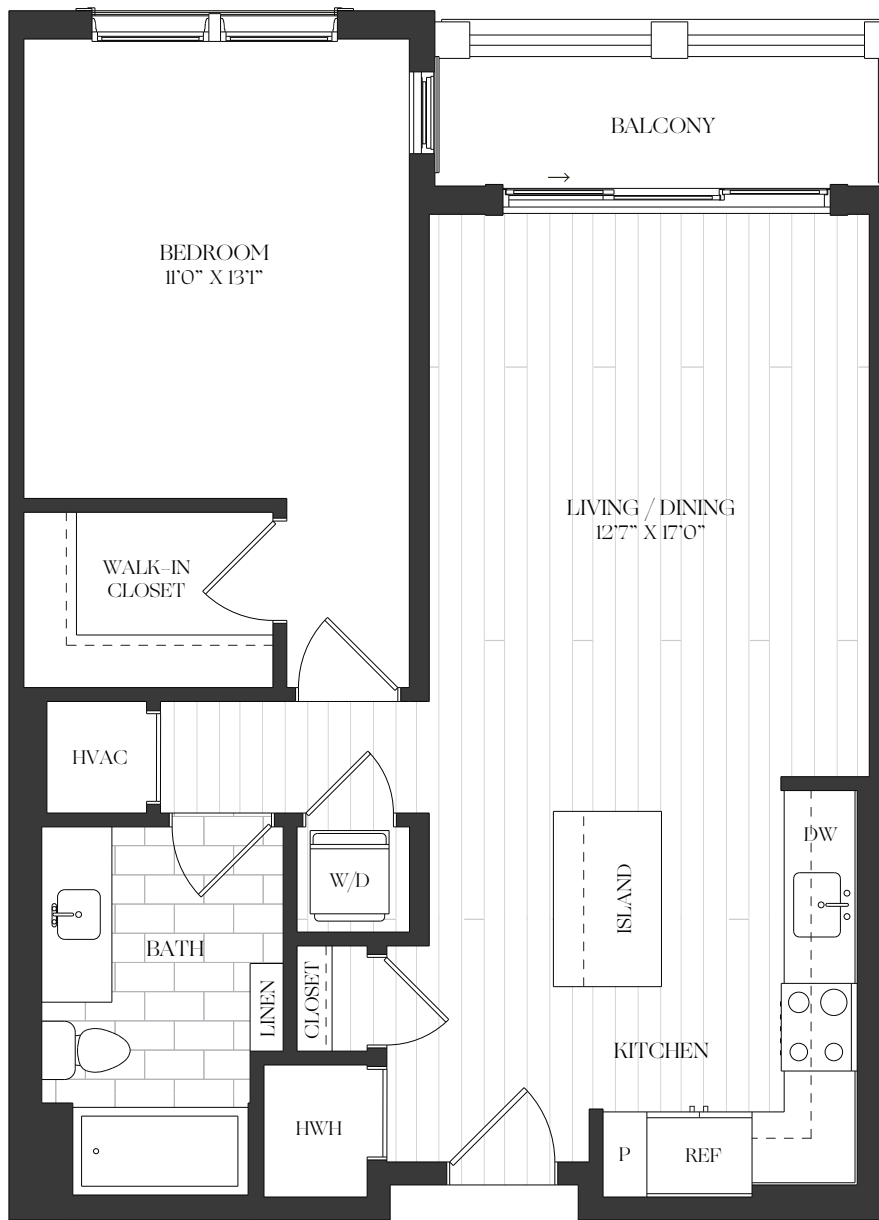 BALCONY
BEDROOM
11'0" X 13'1"
LIVING / DINING
12'7" X 17'0"
WALK-IN
CLOSET
HVAC
DW
W/D
ISLAND
BATH
LINEN
CLOSET
KITCHEN
HWH
P
REF